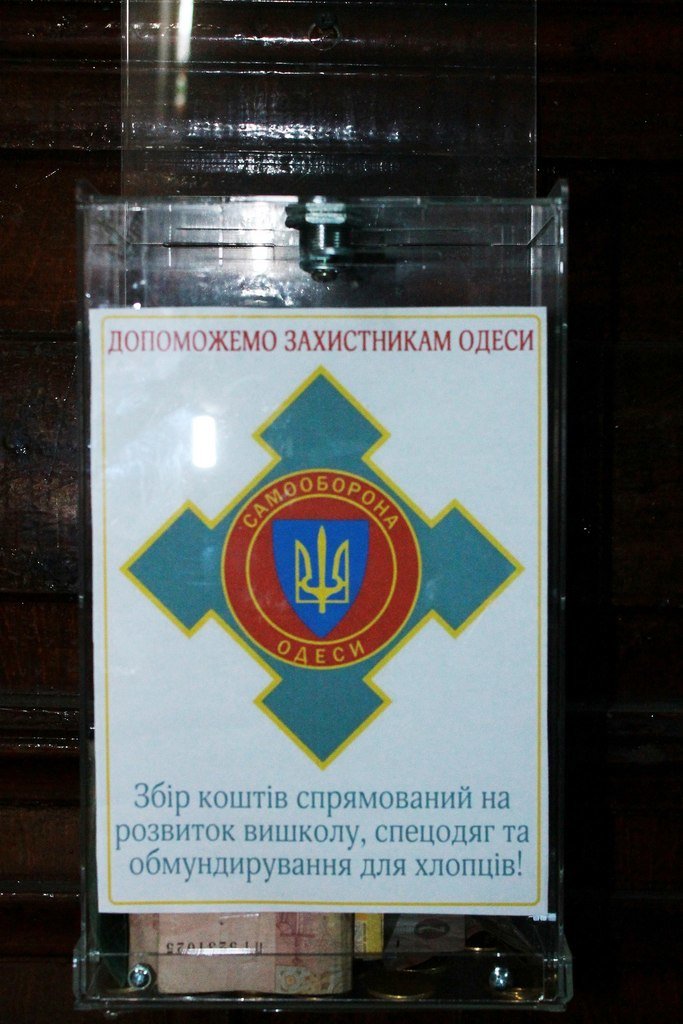 ДОПОМОЖЕМО ЗАХИСТНИКАМ ОДЕСИ
САМООБОРОНА
ОДЕСИ
Збір коштів спрямований на
розвиток вишколу, спецодяг та
обмундирування для хлопців!